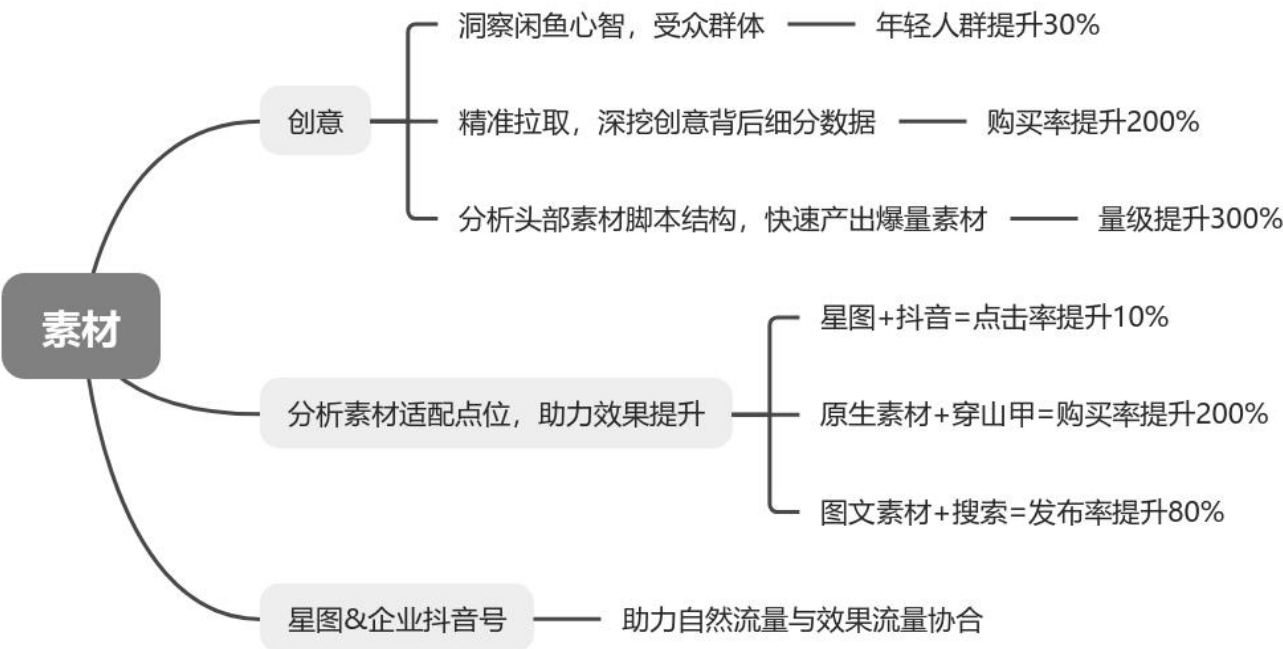 素材
创意
洞察闲鱼心智，受众群体
年轻人群提升30%
精准拉取，深挖创意背后细分数据
购买率提升200%
分析头部素材脚本结构，快速产出爆量素材
量级提升300%
分析素材适配点位，助力效果提升
星图+抖音=点击率提升10%
原生素材+穿山甲=购买率提升200%
图文素材+搜索=发布率提升80%
星图&企业抖音号
助力自然流量与效果流量协合